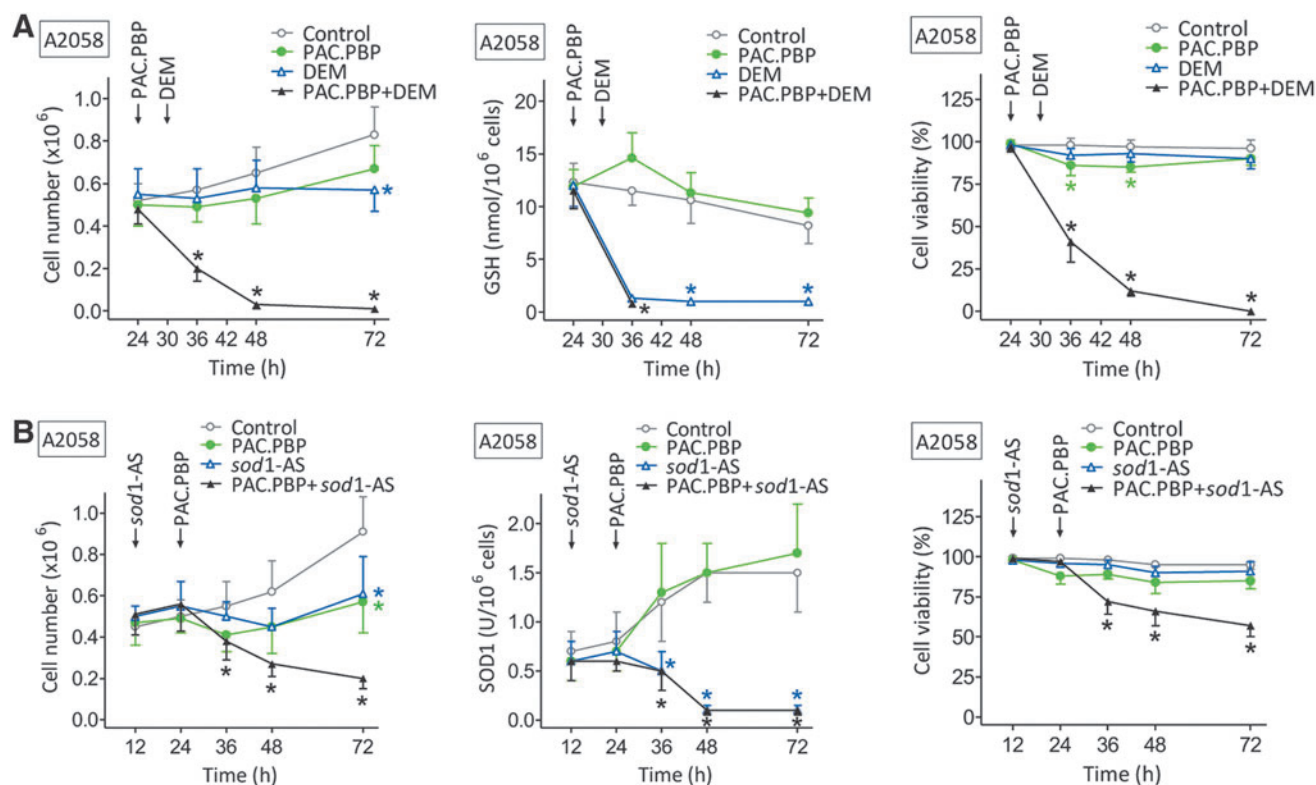 A
A2058
PAC.PBP
DEM
Control
PAC.PBP
DEM
PAC.PBP+DEM
Cell number (x10⁶)
1.0
0.8
0.6
0.4
0.2
0.0
*
* * *
24 30 36 42 48 72
Time (h)
A2058
PAC.PBP
DEM
Control
PAC.PBP
DEM
PAC.PBP+DEM
GSH (nmol/10⁶ cells)
20
15
10
5
0
* * *
24 30 36 42 48 72
Time (h)
A2058
PAC.PBP
DEM
Control
PAC.PBP
DEM
PAC.PBP+DEM
Cell viability (%)
125
100
75
50
25
0
* *
* * *
24 30 36 42 48 72
Time (h)
B
A2058
sod1-AS
PAC.PBP
Control
PAC.PBP
sod1-AS
PAC.PBP+sod1-AS
Cell number (x10⁶)
1.0
0.8
0.6
0.4
0.2
0.0
*
*
* * *
12 24 36 48 72
Time (h)
A2058
sod1-AS
PAC.PBP
Control
PAC.PBP
sod1-AS
PAC.PBP+sod1-AS
SOD1 (U/10⁶ cells)
2.0
1.5
1.0
0.5
0.0
* * *
* * *
12 24 36 48 72
Time (h)
A2058
sod1-AS
PAC.PBP
Control
PAC.PBP
sod1-AS
PAC.PBP+sod1-AS
Cell viability (%)
125
100
75
50
25
0
* * *
12 24 36 48 72
Time (h)